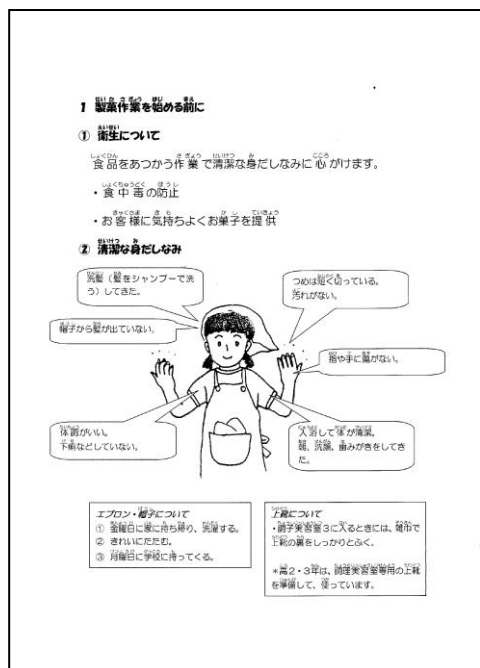 1 製菓作業を始める前に
① 衛生について
食品をあつかう作業で清潔な身だしなみに心がけます。
・食中毒の防止
・お客様に気持ちよくお菓子を提供
② 清潔な身だしなみ
洗髪（髪をシャンプーで洗
う）してきた。
帽子から髪が出ていない。
つめは短く切っている。
汚れがない。
指や手に傷がない。
体調がいい。
下痢などしていない。
入浴して体が清潔。
朝、洗顔、歯みがきをしてき
た。
エプロン・帽子について
① 金曜日に家に持ち帰り、洗濯する。
② きれいにたたむ。
③ 月曜日に学校に持ってくる。
上靴について
・調子実習室3に入るときには、雑巾で
上靴の裏をしっかりとふく。
＊高2・3年は、調理実習室専用の上靴
を準備して、使っています。